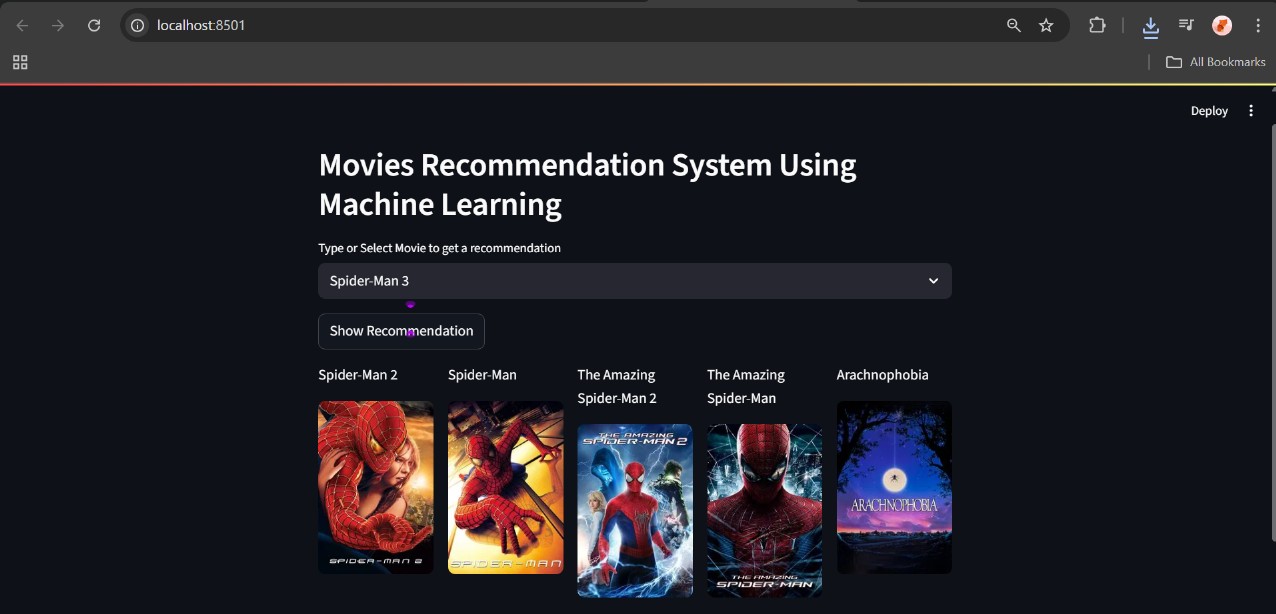 localhost:8501
All Bookmarks
Deploy
Movies Recommendation System Using
Machine Learning
Type or Select Movie to get a recommendation
Spider-Man 3
Show Recommendation
Spider-Man 2
Spider-Man
The Amazing
Spider-Man 2
The Amazing
Spider-Man
Arachnophobia
SPIDER-MAN 2
SPIDER-MAN
THE AMAZING
SPIDER-MAN 2
THE AMAZING
SPIDER-MAN
ARACHNOPHOBIA